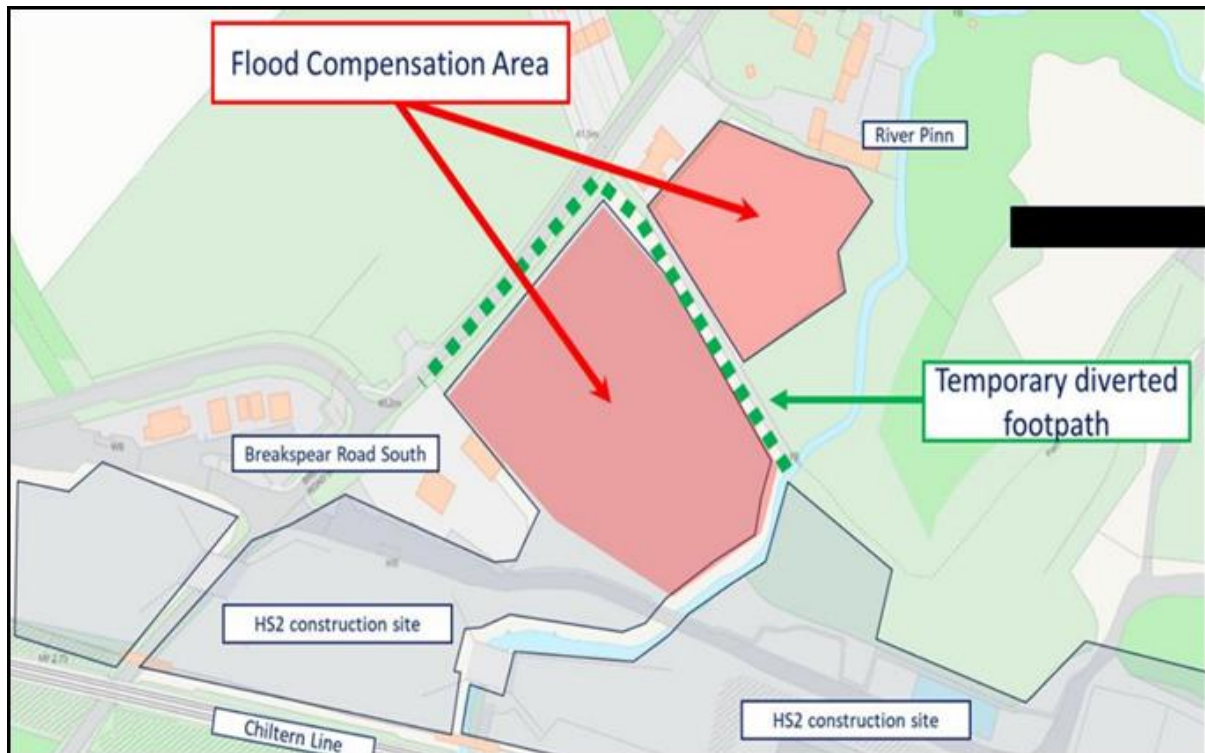 Flood Compensation Area
River Pinn
Temporary diverted
footpath
Breakspear Road South
HS2 construction site
HS2 construction site
Chiltern Line